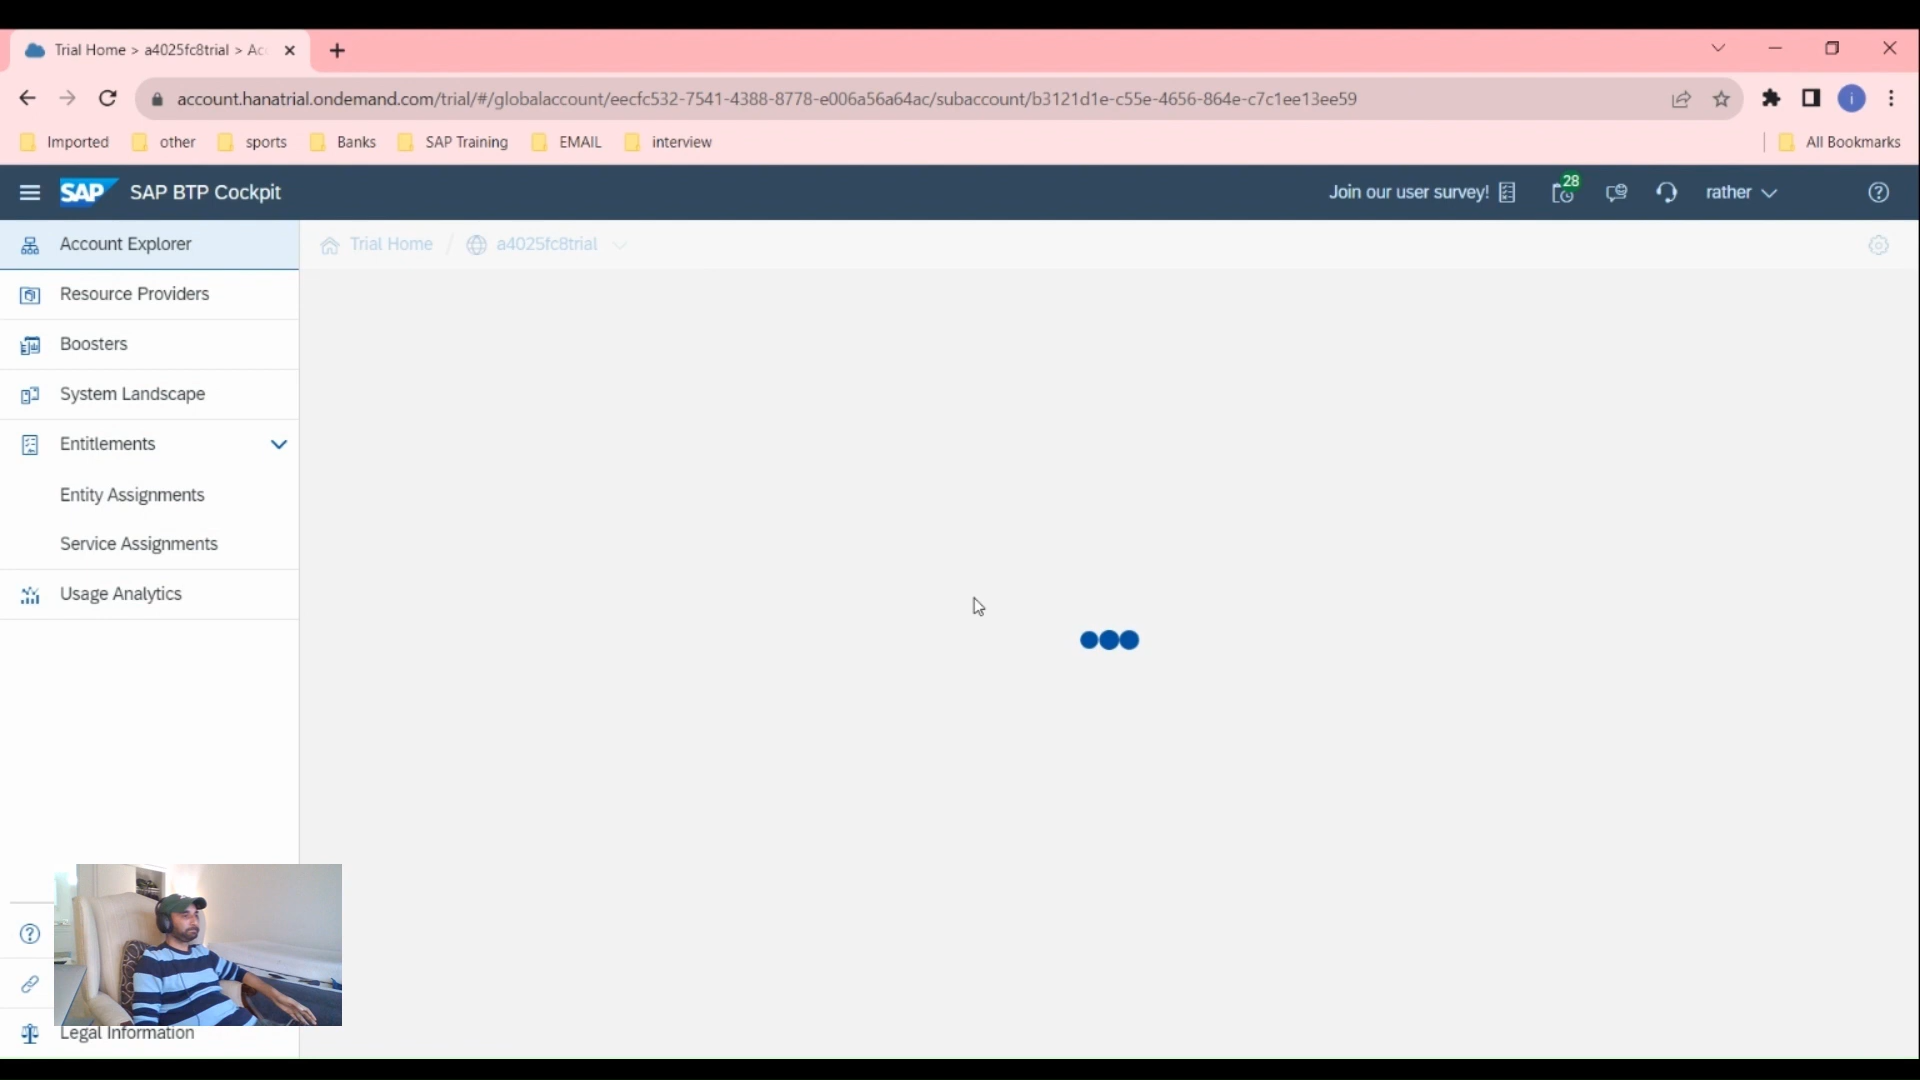 Trial Home > a4025fc8trial > Acc
account.hanatrial.ondemand.com/trial/#/globalaccount/eecfc532-7541-4388-8778-e006a56a64ac/subaccount/b3121d1e-c55e-4656-864e-c7c1ee13ee59
i
Imported other sports Banks SAP Training EMAIL interview All Bookmarks
SAP SAP BTP Cockpit Join our user survey! 28 rather
Account Explorer
Trial Home / a4025fc8trial
Resource Providers
Boosters
System Landscape
Entitlements
Entity Assignments
Service Assignments
Usage Analytics
Legal Information